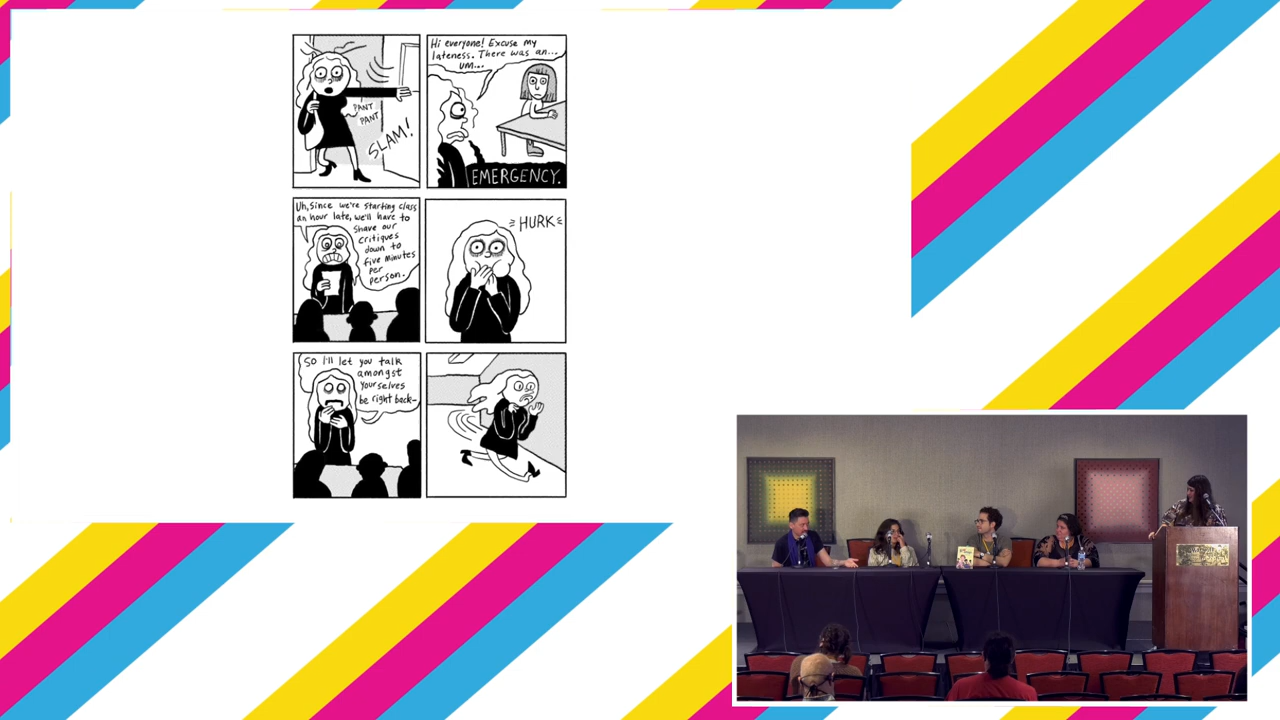 PANT
PANT
SLAM!
Hi everyone! Excuse my
lateness. There was an...
um...
EMERGENCY.
Uh, since we're starting class
an hour late, we'll have to
shave our
critiques
down to
five minutes
per
person.
HURK
So I'll let you talk
amongst
yourselves
be right back-